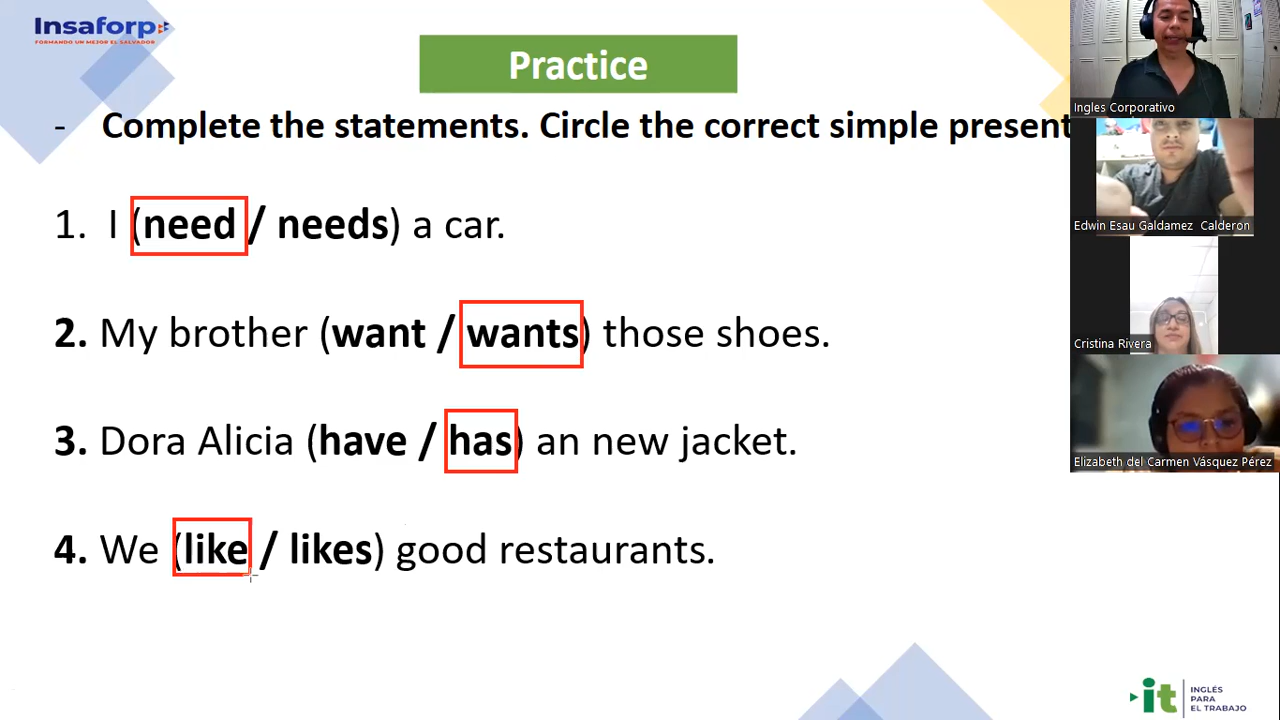 Insaforp
FORMANDO UN MEJOR EL SALVADOR
Practice
- Complete the statements. Circle the correct simple present
1. I (need / needs) a car.
2. My brother (want / wants) those shoes.
3. Dora Alicia (have / has) an new jacket.
4. We (like / likes) good restaurants.
Ingles Corporativo
Edwin Esau Galdamez Calderon
Cristina Rivera
Elizabeth del Carmen Vásquez Pérez
it
INGLÉS
PARA
EL TRABAJO